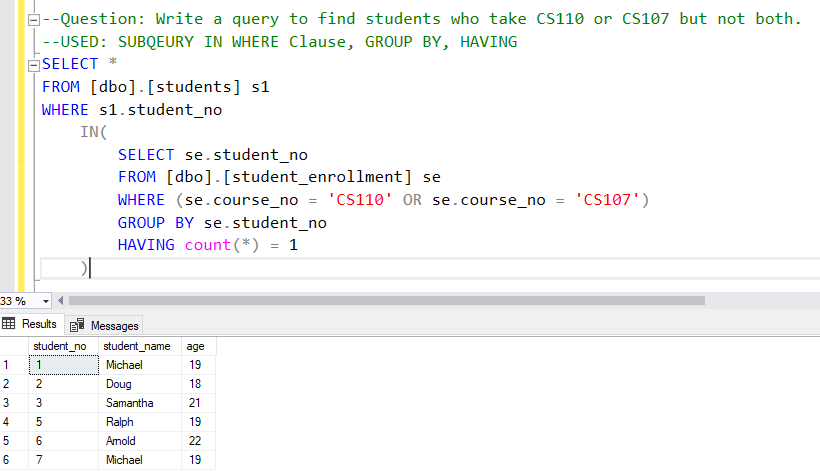 --Question: Write a query to find students who take CS110 or CS107 but not both.
--USED: SUBQEURY IN WHERE Clause, GROUP BY, HAVING
SELECT *
FROM [dbo].[students] s1
WHERE s1.student_no
IN(
SELECT se.student_no
FROM [dbo].[student_enrollment] se
WHERE (se.course_no = 'CS110' OR se.course_no = 'CS107')
GROUP BY se.student_no
HAVING count(*) = 1
)
33 %
Results Messages
student_no student_name age
1 1 Michael 19
2 2 Doug 18
3 3 Samantha 21
4 5 Ralph 19
5 6 Arnold 22
6 7 Michael 19